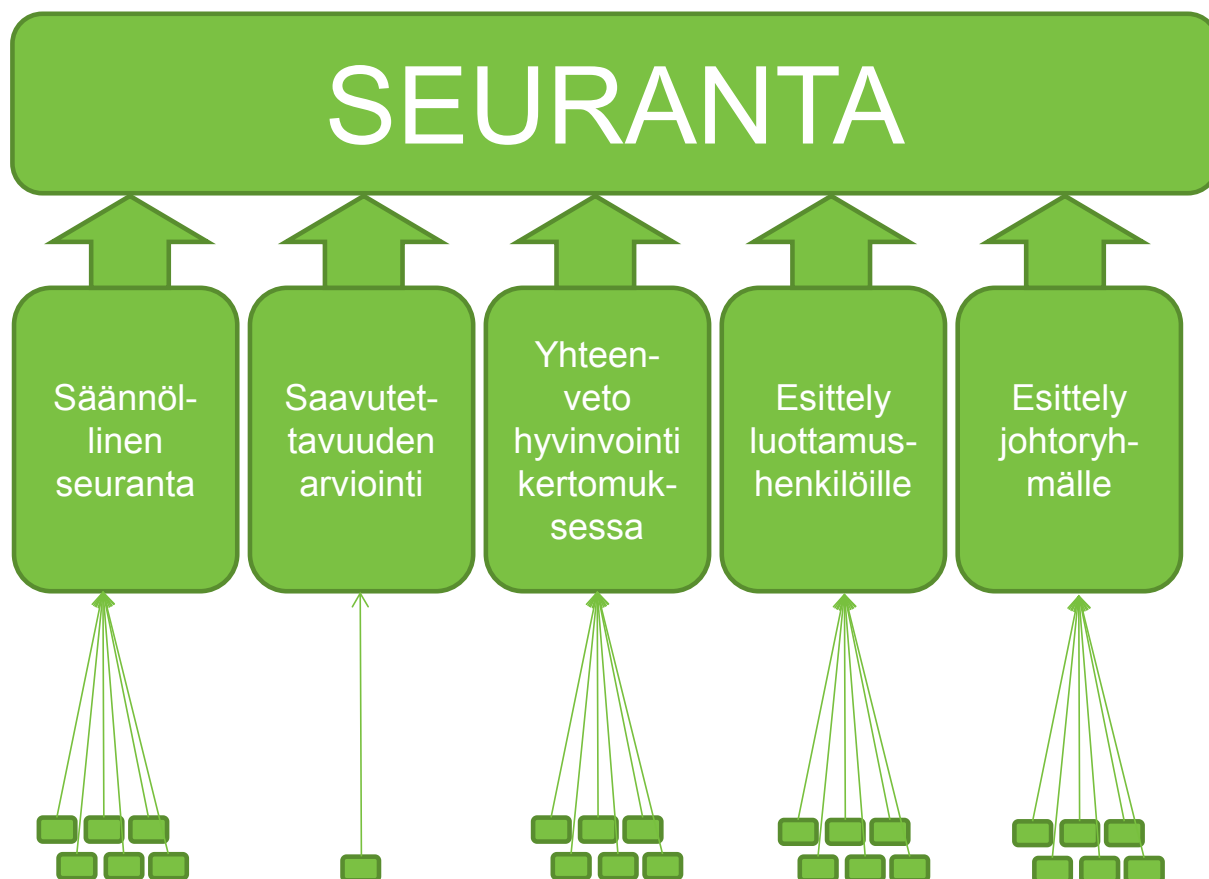 SEURANTA
Säännöl-
linen
seuranta
Saavutet-
tavuuden
arviointi
Yhteen-
veto
hyvinvointi
kertomuk-
sessa
Esittely
luottamus-
henkilöille
Esittely
johtoryh-
mälle